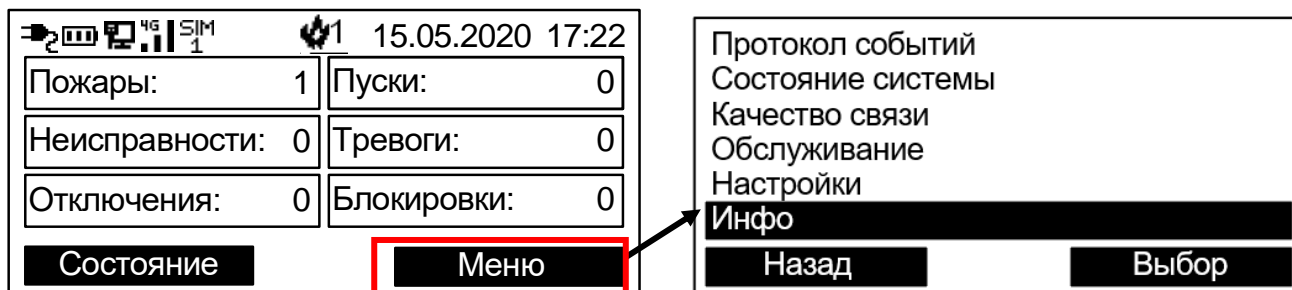 2 4G SIM 1 1 15.05.2020 17:22
Пожары: 1 Пуски: 0
Неисправности: 0 Тревоги: 0
Отключения: 0 Блокировки: 0
Состояние Меню
Протокол событий
Состояние системы
Качество связи
Обслуживание
Настройки
Инфо
Назад Выбор